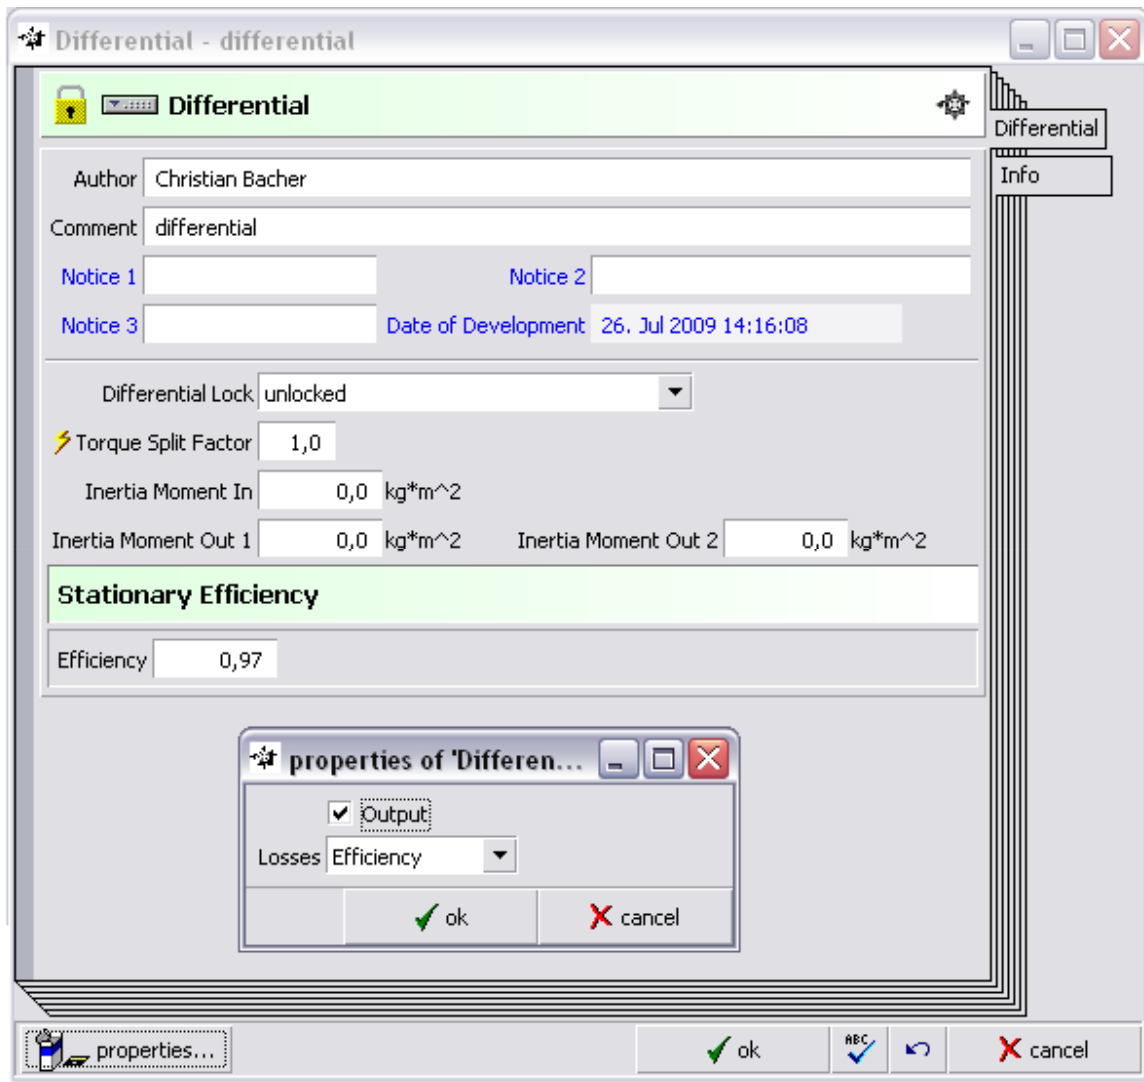 Differential - differential
Differential
Differential
Info
Author Christian Bacher
Comment differential
Notice 1 Notice 2
Notice 3 Date of Development 26. Jul 2009 14:16:08
Differential Lock unlocked
Torque Split Factor 1,0
Inertia Moment In 0,0 kg*m^2
Inertia Moment Out 1 0,0 kg*m^2 Inertia Moment Out 2 0,0 kg*m^2
Stationary Efficiency
Efficiency 0,97
properties of 'Differen...
Output
Losses Efficiency
ok cancel
properties... ok ABC cancel